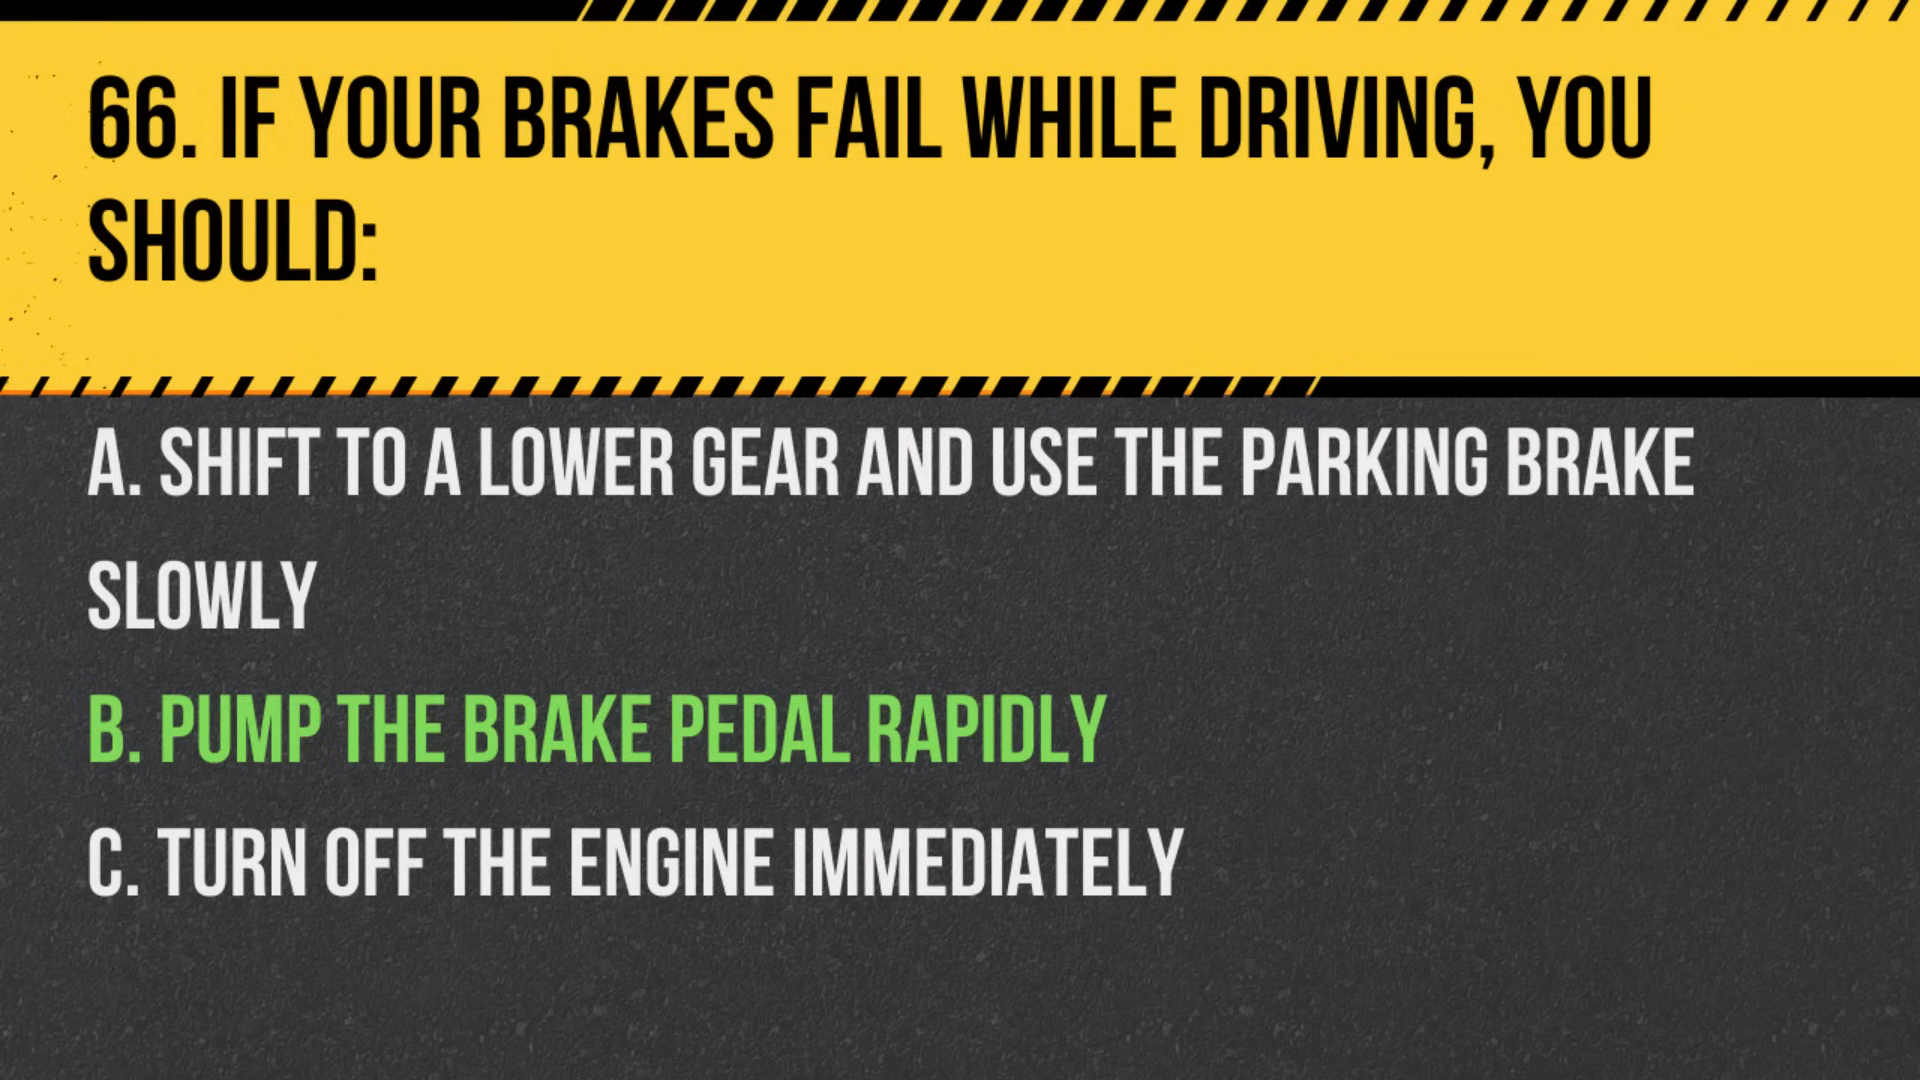 66. IF YOUR BRAKES FAIL WHILE DRIVING, YOU
SHOULD:
A. SHIFT TO A LOWER GEAR AND USE THE PARKING BRAKE
SLOWLY
B. PUMP THE BRAKE PEDAL RAPIDLY
C. TURN OFF THE ENGINE IMMEDIATELY